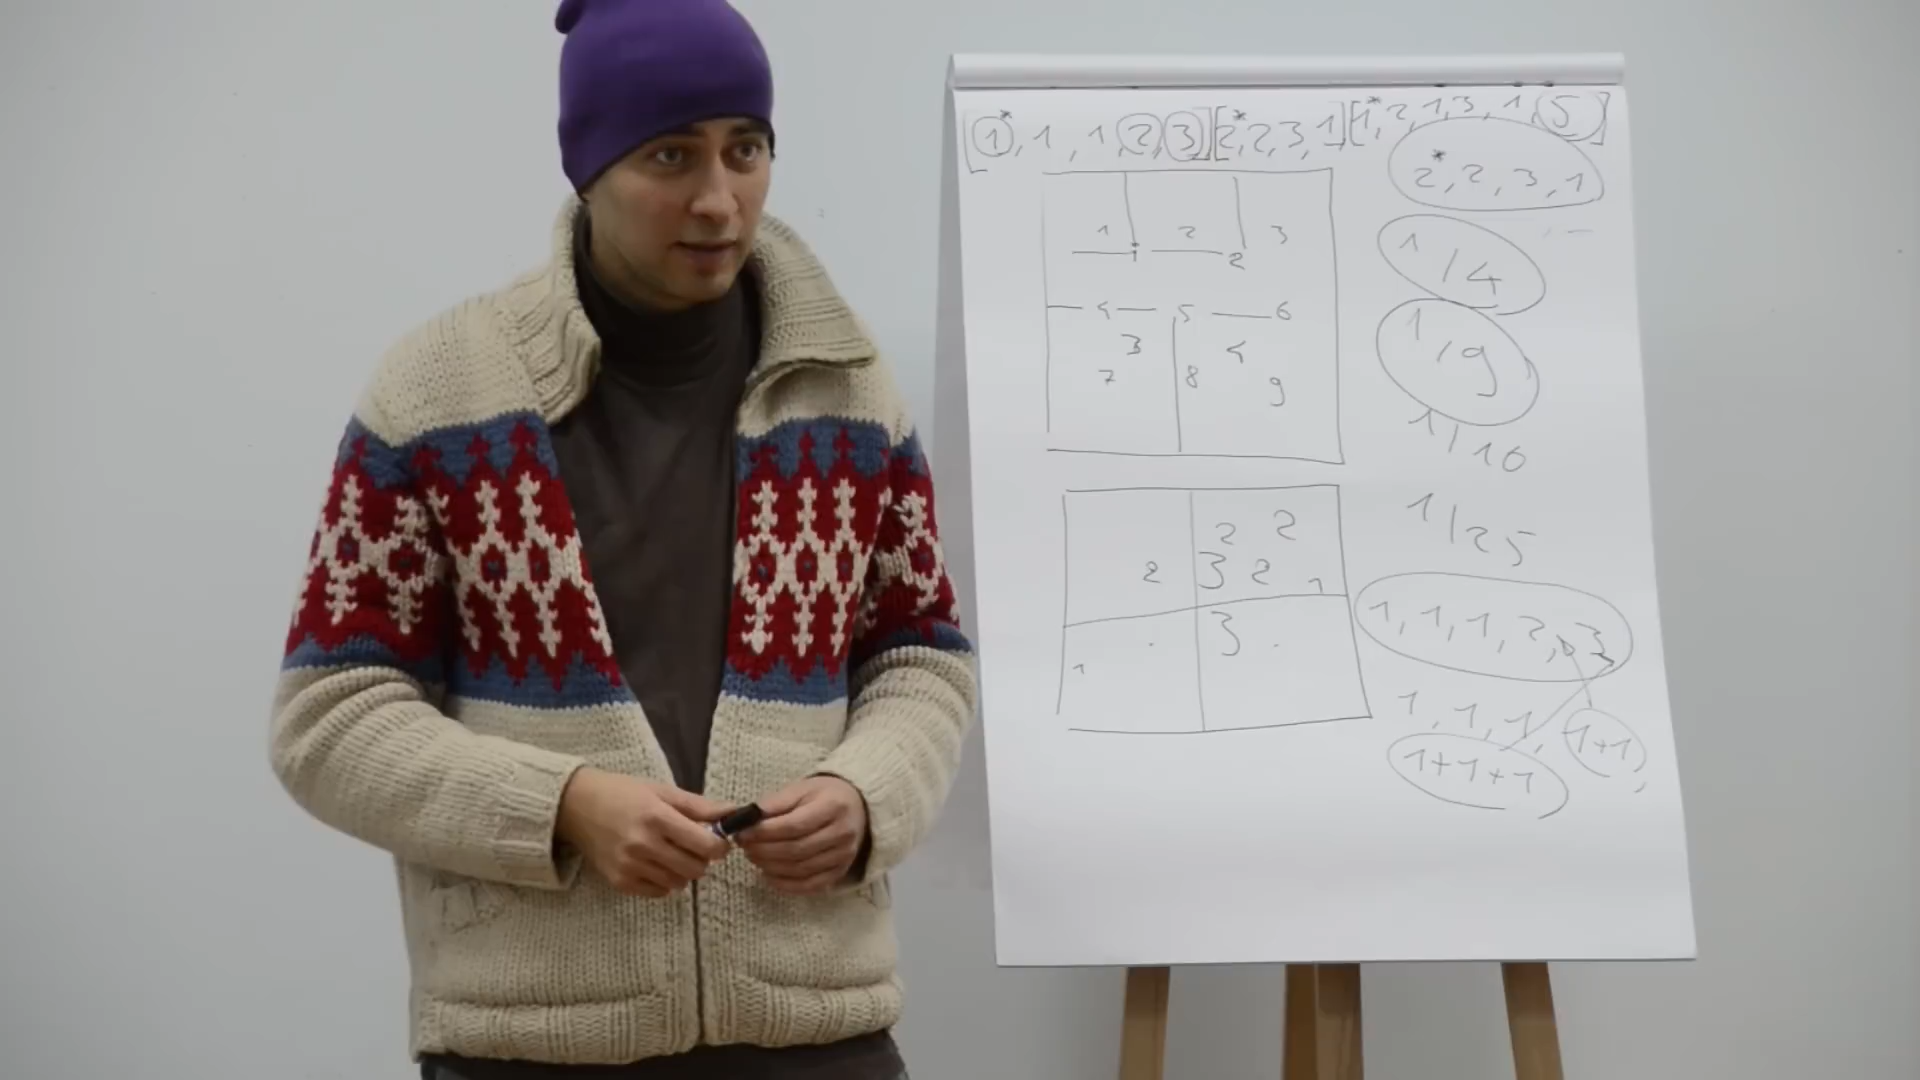 [1*, 1, 1, 2, 3] [2*, 2, 3, 1] [1*, 2, 1, 3, 1, 5]
2*, 2, 3, 1
1 2 3
1 2
4 5 6
3 4
7 8 9
1/4
1/9
1/16
1/25
2 2
2 3 2 1
1 3
1, 1, 1, 2, 3
1, 1, 1, 1+1,
1+1+1